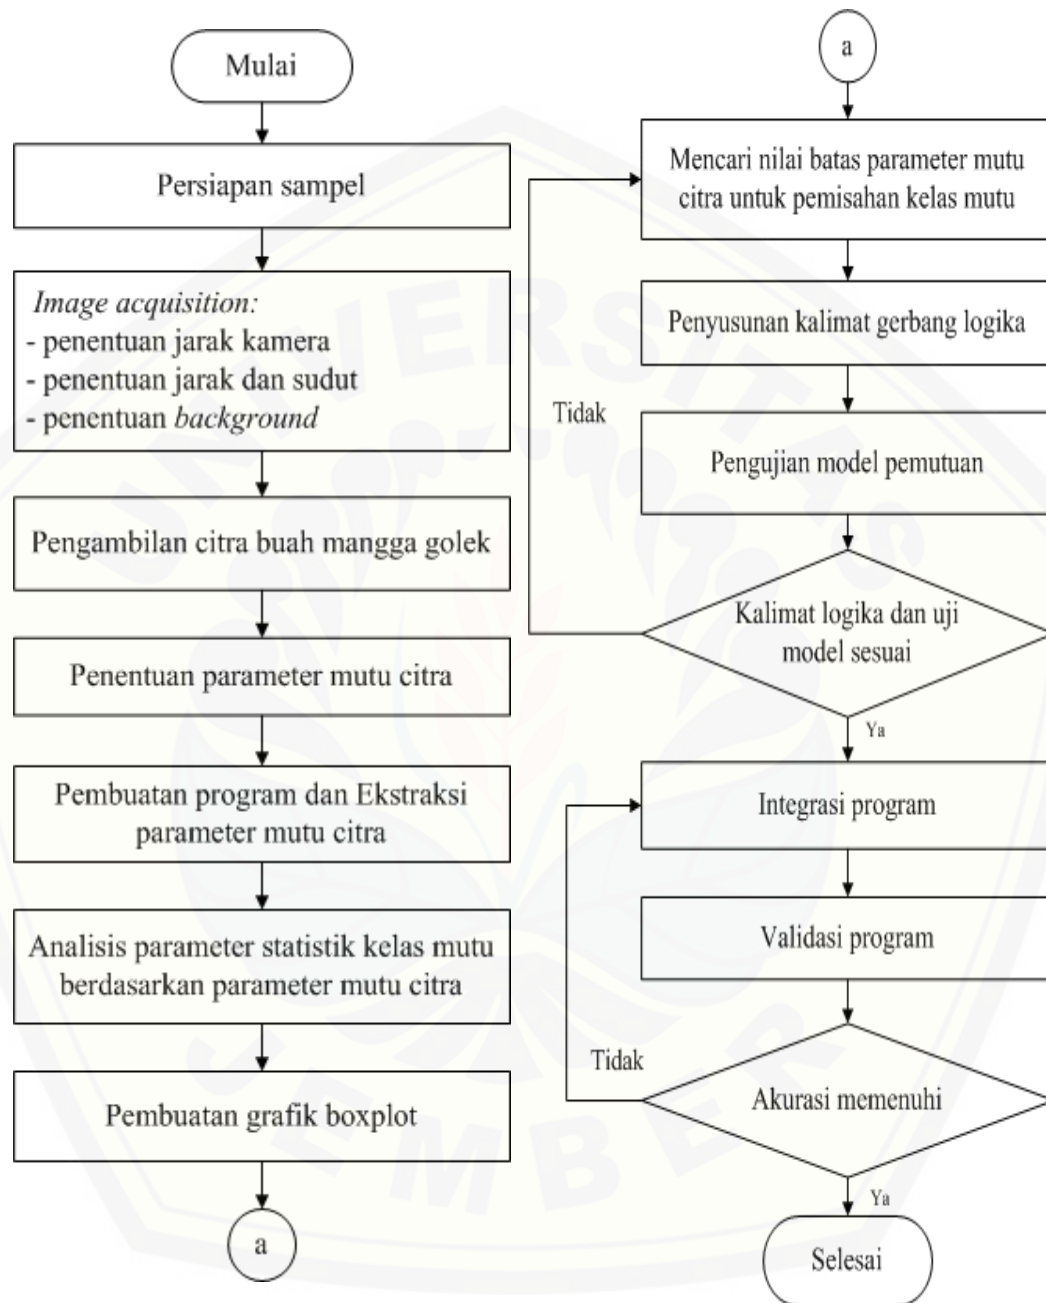 Mulai
Persiapan sampel
Image acquisition:
- penentuan jarak kamera
- penentuan jarak dan sudut
- penentuan background
Pengambilan citra buah mangga golek
Penentuan parameter mutu citra
Pembuatan program dan Ekstraksi
parameter mutu citra
Analisis parameter statistik kelas mutu
berdasarkan parameter mutu citra
Pembuatan grafik boxplot
a
a
Mencari nilai batas parameter mutu
citra untuk pemisahan kelas mutu
Penyusunan kalimat gerbang logika
Tidak
Pengujian model pemutuan
Kalimat logika dan uji
model sesuai
Ya
Integrasi program
Validasi program
Tidak
Akurasi memenuhi
Ya
Selesai
UNIVERSITAS
JEMBER